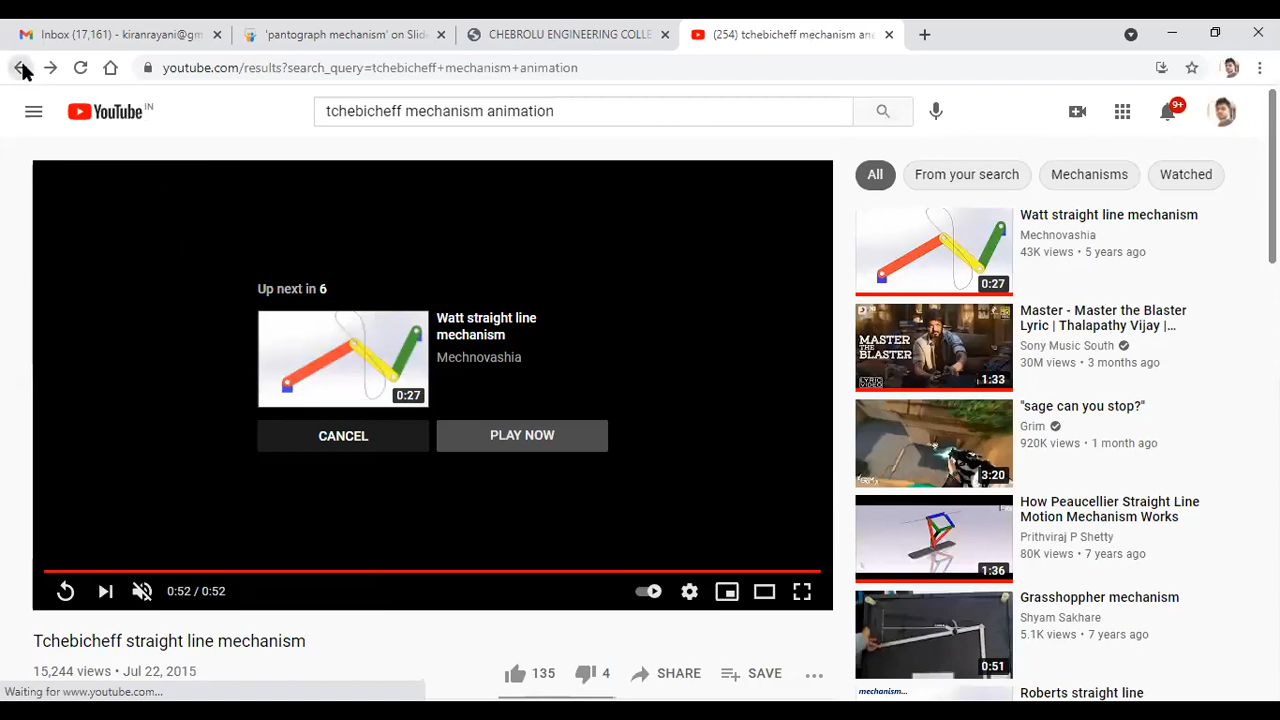 Inbox (17,161) - kiranrayani@gm
'pantograph mechanism' on Slid
CHEBROLU ENGINEERING COLLE
(254) tchebicheff mechanism an
youtube.com/results?search_query=tchebicheff+mechanism+animation
YouTube IN
tchebicheff mechanism animation
9+
All
From your search
Mechanisms
Watched
Up next in 6
Watt straight line
mechanism
Mechnovashia
0:27
CANCEL
PLAY NOW
0:52 / 0:52
Tchebicheff straight line mechanism
15,244 views • Jul 22, 2015
135
4
SHARE
SAVE
Waiting for www.youtube.com...
Watt straight line mechanism
Mechnovashia
43K views • 5 years ago
0:27
MASTER
THE
BLASTER
LYRIC VIDEO
1:33
Master - Master the Blaster
Lyric | Thalapathy Vijay |...
Sony Music South
30M views • 3 months ago
3:20
"sage can you stop?"
Grim
920K views • 1 month ago
1:36
How Peaucellier Straight Line
Motion Mechanism Works
Prithviraj P Shetty
80K views • 7 years ago
0:51
Grasshoppher mechanism
Shyam Sakhare
5.1K views • 7 years ago
mechanism...
Roberts straight line